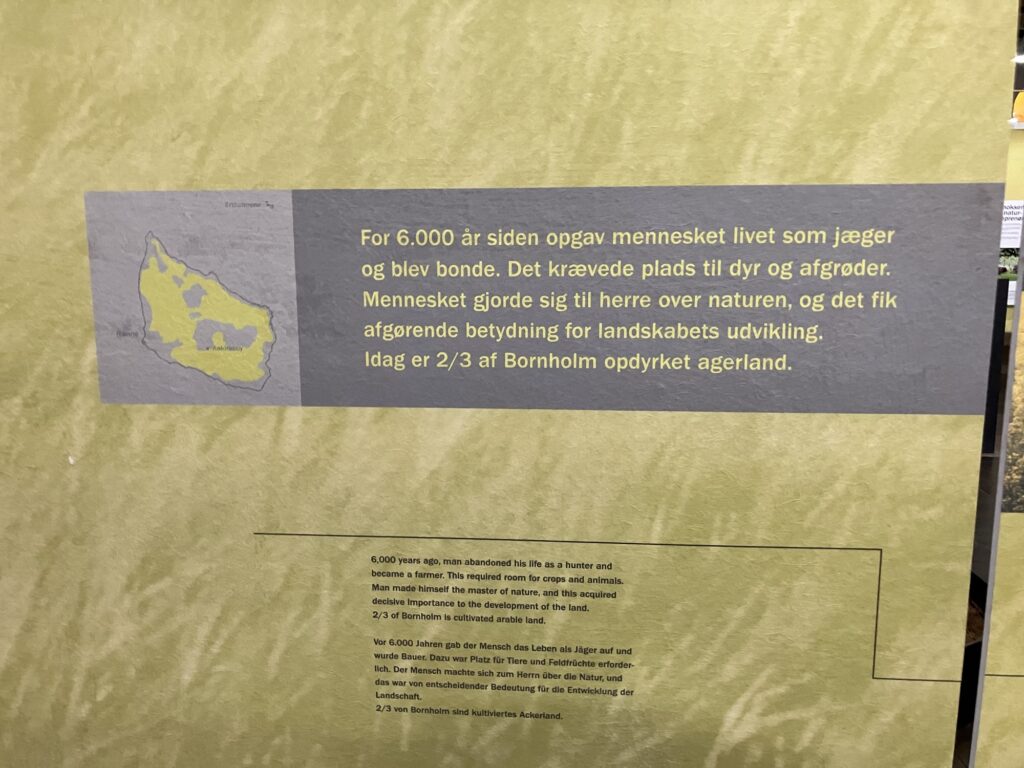 For 6.000 år siden opgav mennesket livet som jæger
og blev bonde. Det krævede plads til dyr og afgrøder.
Mennesket gjorde sig til herre over naturen, og det fik
afgørende betydning for landskabets udvikling.
Idag er 2/3 af Bornholm opdyrket agerland.
6,000 years ago, man abandoned his life as a hunter and
became a farmer. This required room for crops and animals.
Man made himself the master of nature, and this acquired
decisive importance to the development of the land.
2/3 of Bornholm is cultivated arable land.
Vor 6.000 Jahren gab der Mensch das Leben als Jäger auf und
wurde Bauer. Dazu war Platz für Tiere und Feldfrüchte erforder-
lich. Der Mensch machte sich zum Herrn über die Natur, und
das war von entscheidender Bedeutung für die Entwicklung der
Landschaft.
2/3 von Bornholm sind kultiviertes Ackerland.